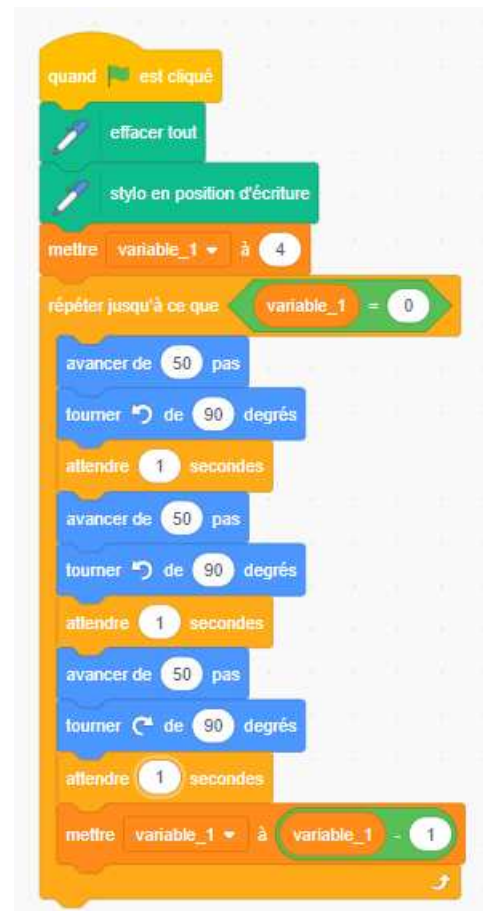 quand est cliqué
effacer tout
stylo en position d'écriture
mettre variable_1 à 4
répéter jusqu'à ce que variable_1 = 0
avancer de 50 pas
tourner de 90 degrés
attendre 1 secondes
avancer de 50 pas
tourner de 90 degrés
attendre 1 secondes
avancer de 50 pas
tourner de 90 degrés
attendre 1 secondes
mettre variable_1 à variable_1 - 1